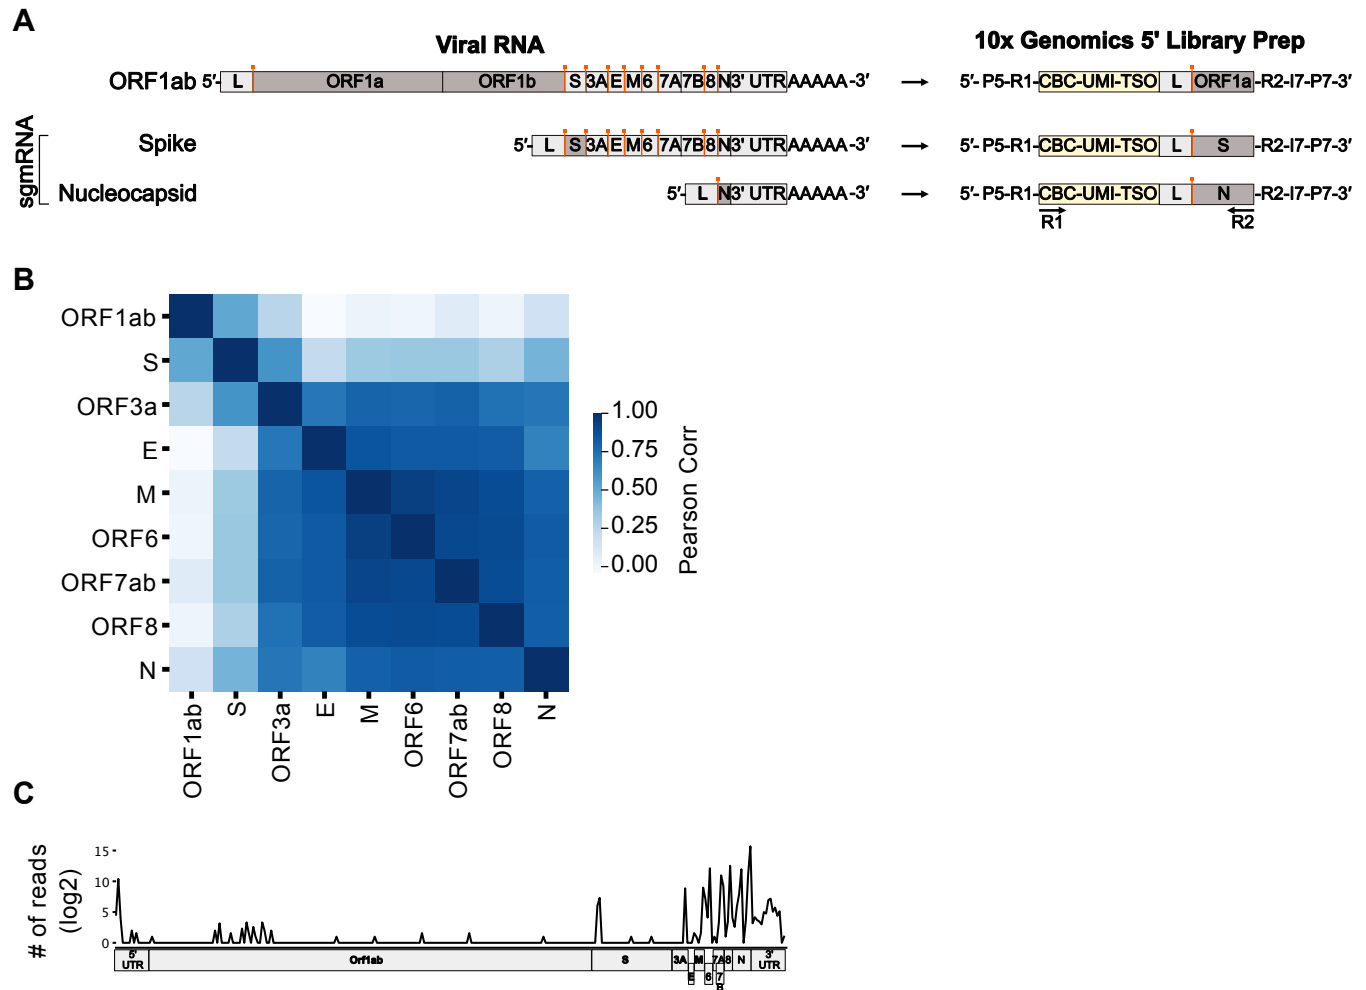 A
Viral RNA
10x Genomics 5' Library Prep
ORF1ab 5′- L ORF1a ORF1b S 3A E M 6 7A 7B 8 N 3' UTR AAAAA -3′
5′- P5-R1- CBC-UMI-TSO L ORF1a -R2-I7-P7-3′
sgmRNA
Spike 5′- L S 3A E M 6 7A 7B 8 N 3' UTR AAAAA -3′
5′- P5-R1- CBC-UMI-TSO L S -R2-I7-P7-3′
Nucleocapsid 5′- L N 3' UTR AAAAA -3′
5′- P5-R1- CBC-UMI-TSO L N -R2-I7-P7-3′
R1 R2
B
ORF1ab
S
ORF3a
E
M
ORF6
ORF7ab
ORF8
N
ORF1ab S ORF3a E M ORF6 ORF7ab ORF8 N
1.00
0.75
0.50
0.25
0.00
Pearson Corr
C
# of reads
(log2)
15
10
5
0
5' UTR Orf1ab S 3A E M 6 7A 7B 8 N 3' UTR